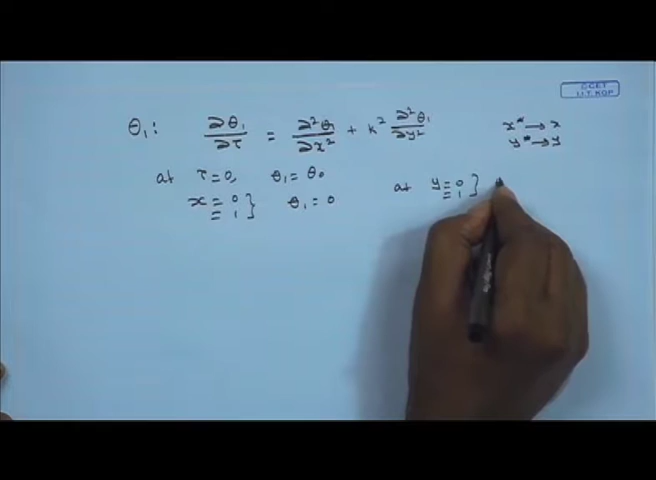 CCET
I.I.T. KGP
θ₁: ∂θ₁/∂τ = ∂²θ₁/∂x² + k² ∂²θ₁/∂y²
x* → x
y* → y
at τ = 0, θ₁ = θ₀
x = 0
= 1 } θ₁ = 0
at y = 0
= 1 }